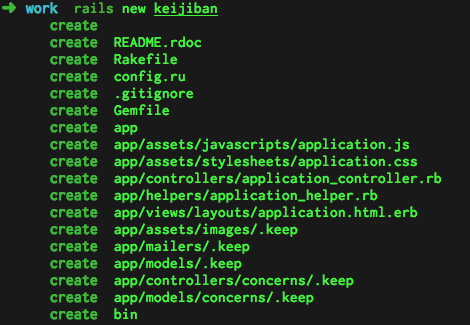 ➜ work rails new keijiban
create
create README.rdoc
create Rakefile
create config.ru
create .gitignore
create Gemfile
create app
create app/assets/javascripts/application.js
create app/assets/stylesheets/application.css
create app/controllers/application_controller.rb
create app/helpers/application_helper.rb
create app/views/layouts/application.html.erb
create app/assets/images/.keep
create app/mailers/.keep
create app/models/.keep
create app/controllers/concerns/.keep
create app/models/concerns/.keep
create bin